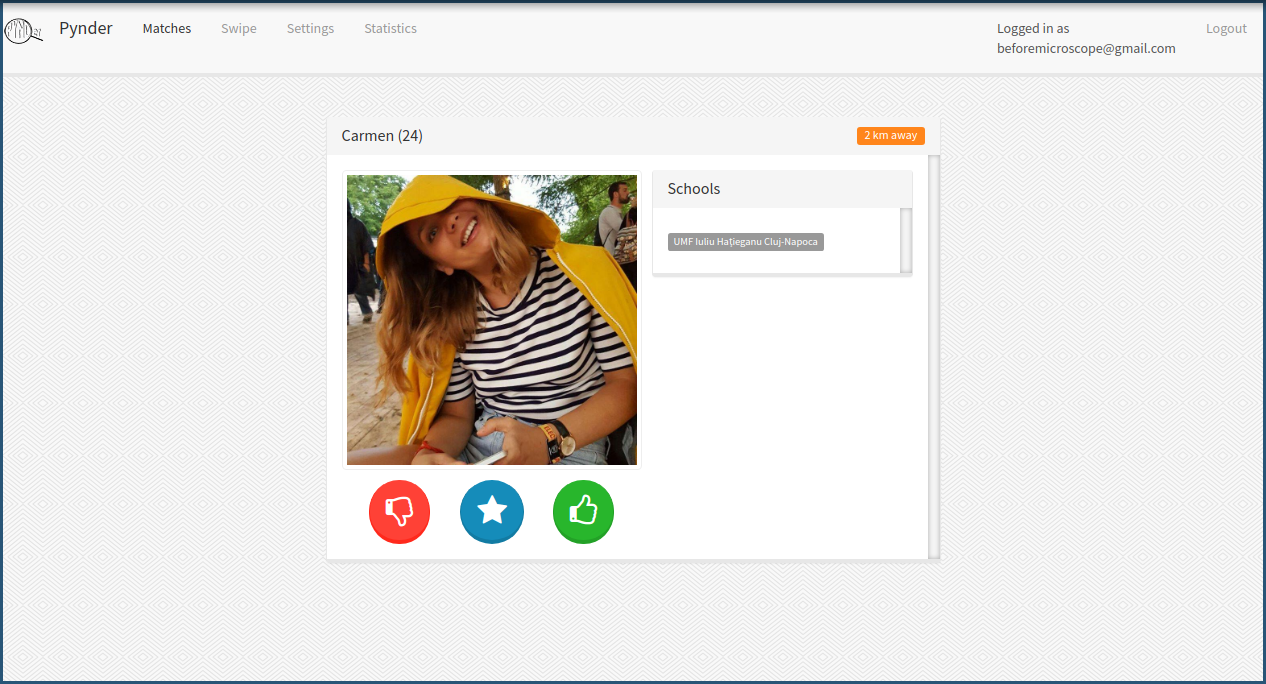 Pynder
Matches
Swipe
Settings
Statistics
Logged in as
beforemicroscope@gmail.com
Logout
Carmen (24)
2 km away
Schools
UMF Iuliu Hațieganu Cluj-Napoca